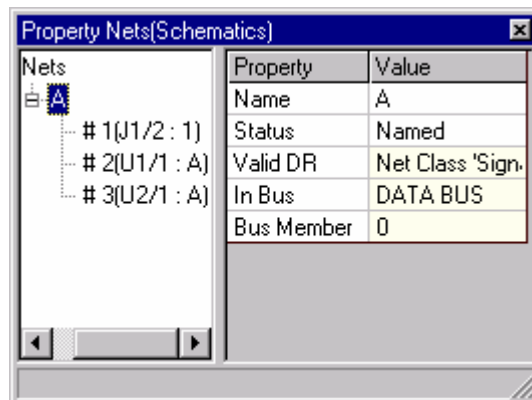 Property Nets(Schematics)
Nets
A
# 1(J1/2 : 1)
# 2(U1/1 : A)
# 3(U2/1 : A)
Property Value
Name A
Status Named
Valid DR Net Class 'Sign
In Bus DATA BUS
Bus Member 0